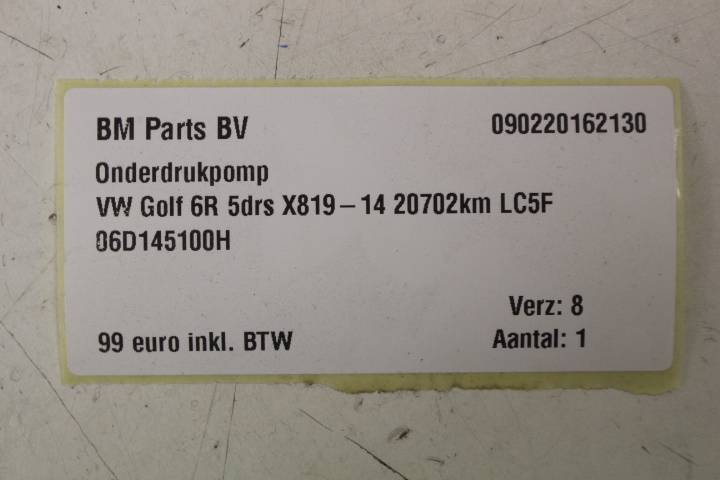 BM Parts BV 090220162130
Onderdrukpomp
VW Golf 6R 5drs X819-14 20702km LC5F
06D145100H
Verz: 8
99 euro inkl. BTW Aantal: 1